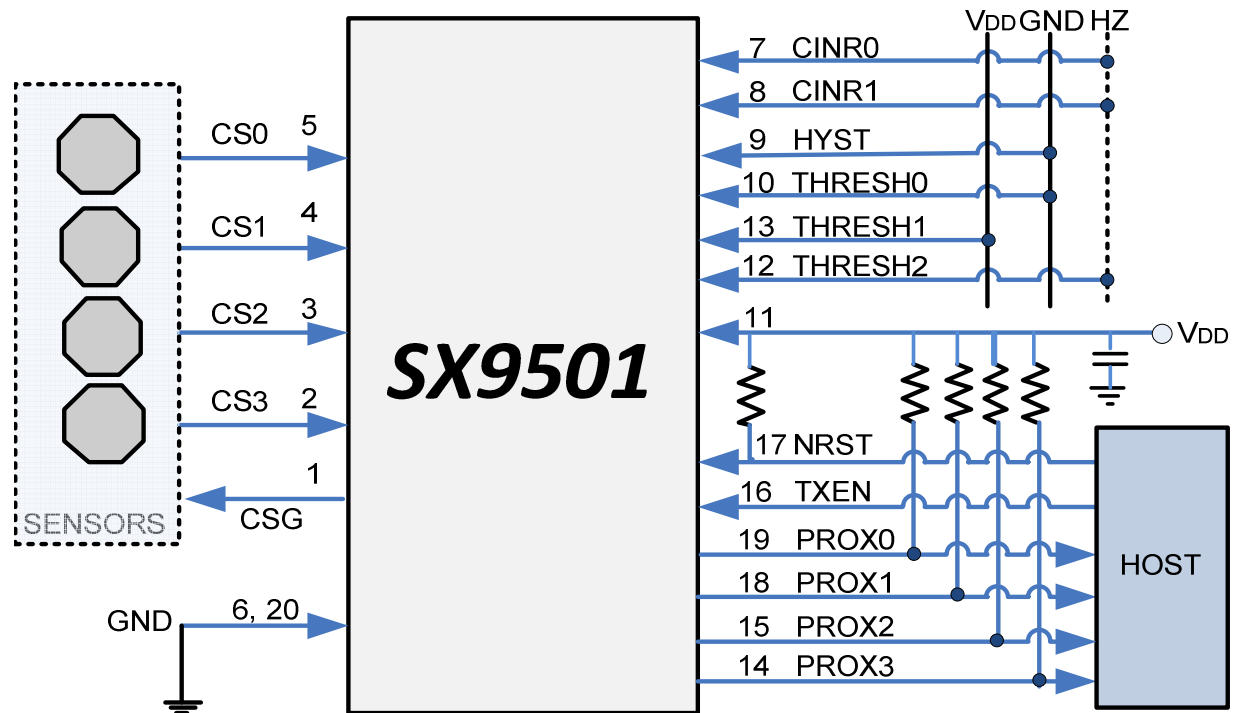 VDD GND HZ
7 CINR0
8 CINR1
9 HYST
10 THRESH0
13 THRESH1
12 THRESH2
11
VDD
CS0 5
CS1 4
CS2 3
CS3 2
1
CSG
SENSORS
GND
6, 20
SX9501
17 NRST
16 TXEN
19 PROX0
18 PROX1
15 PROX2
14 PROX3
HOST